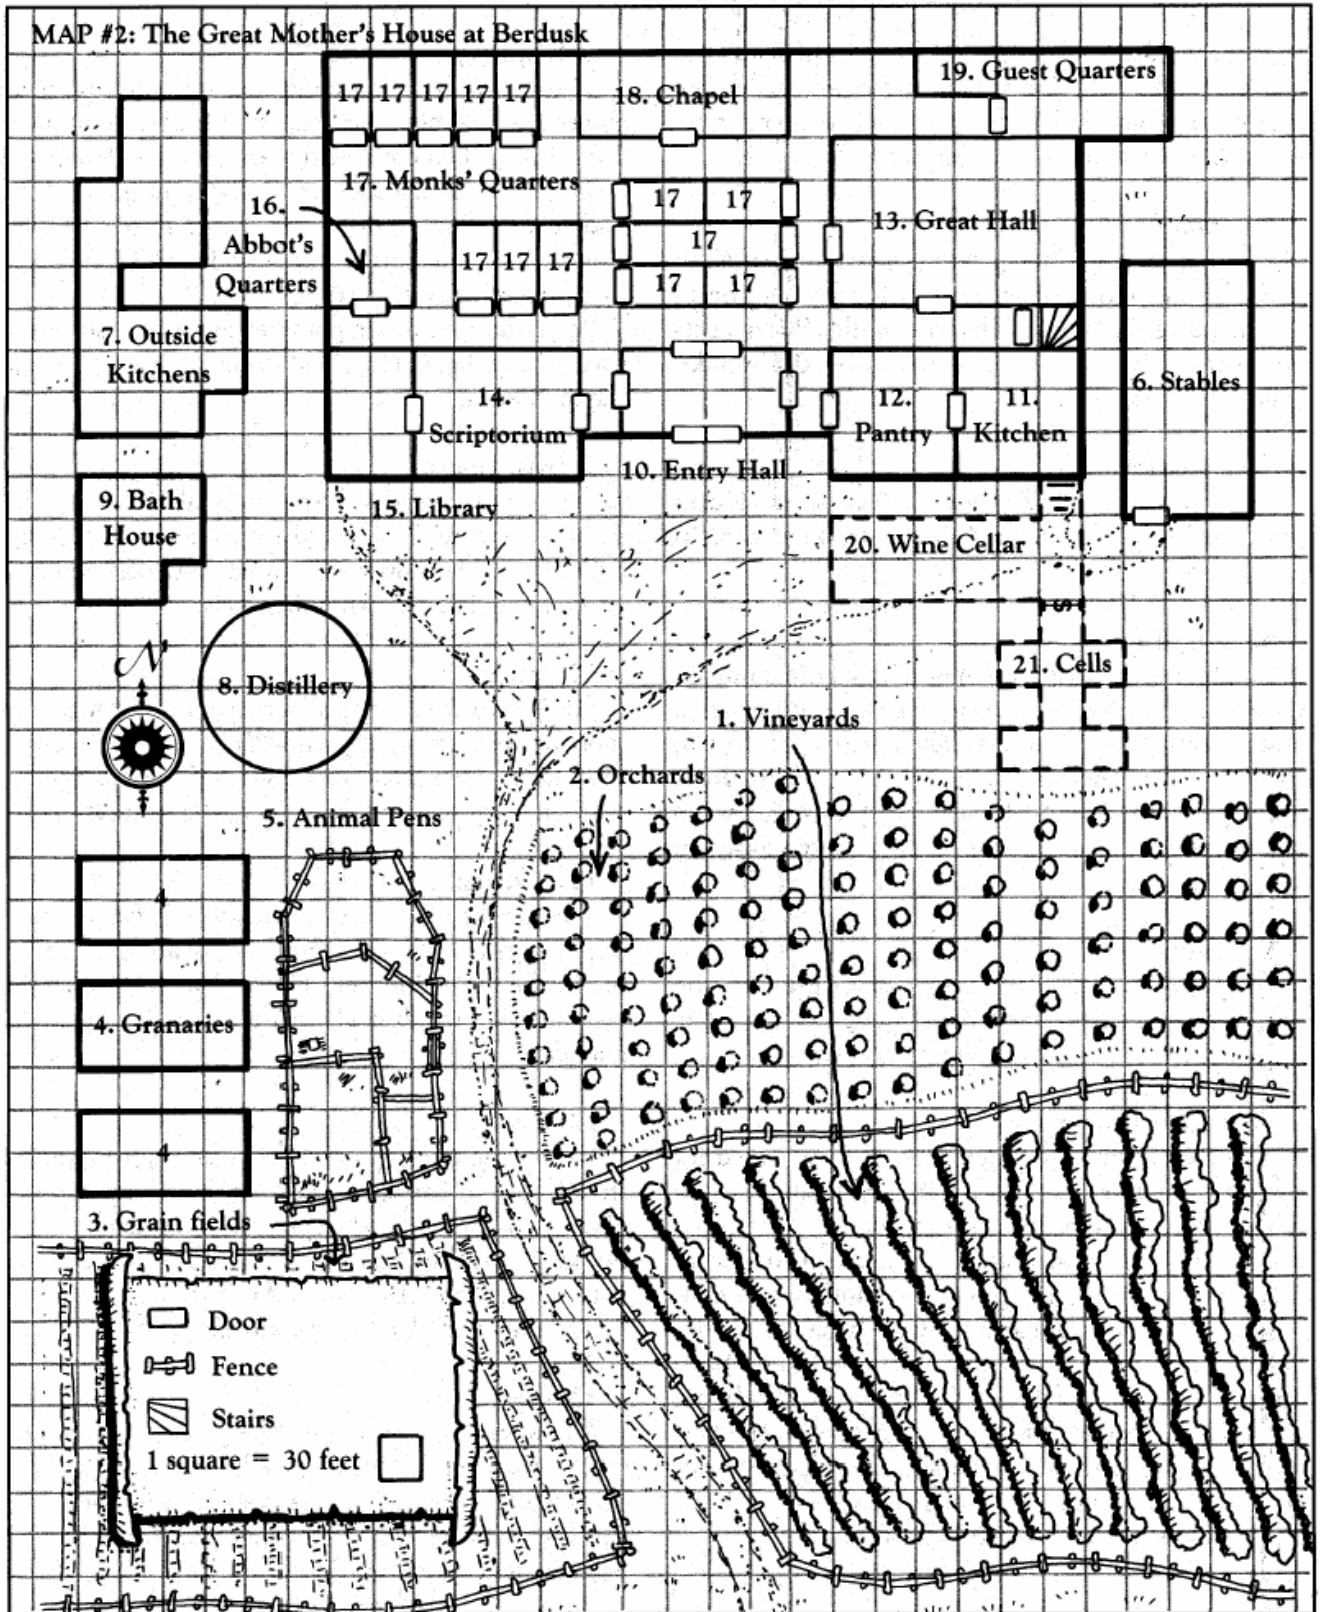 MAP #2: The Great Mother's House at Berdusk
19. Guest Quarters
17 17 17 17 17
18. Chapel
17. Monks' Quarters
17 17
16.
Abbot's
Quarters
13. Great Hall
17
17 17 17
17 17
7. Outside
Kitchens
6. Stables
14.
Scriptorium
12.
Pantry
11.
Kitchen
10. Entry Hall
9. Bath
House
15. Library
20. Wine Cellar
S
21. Cells
N
8. Distillery
1. Vineyards
2. Orchards
5. Animal Pens
4
4. Granaries
4
3. Grain fields
Door
Fence
Stairs
1 square = 30 feet